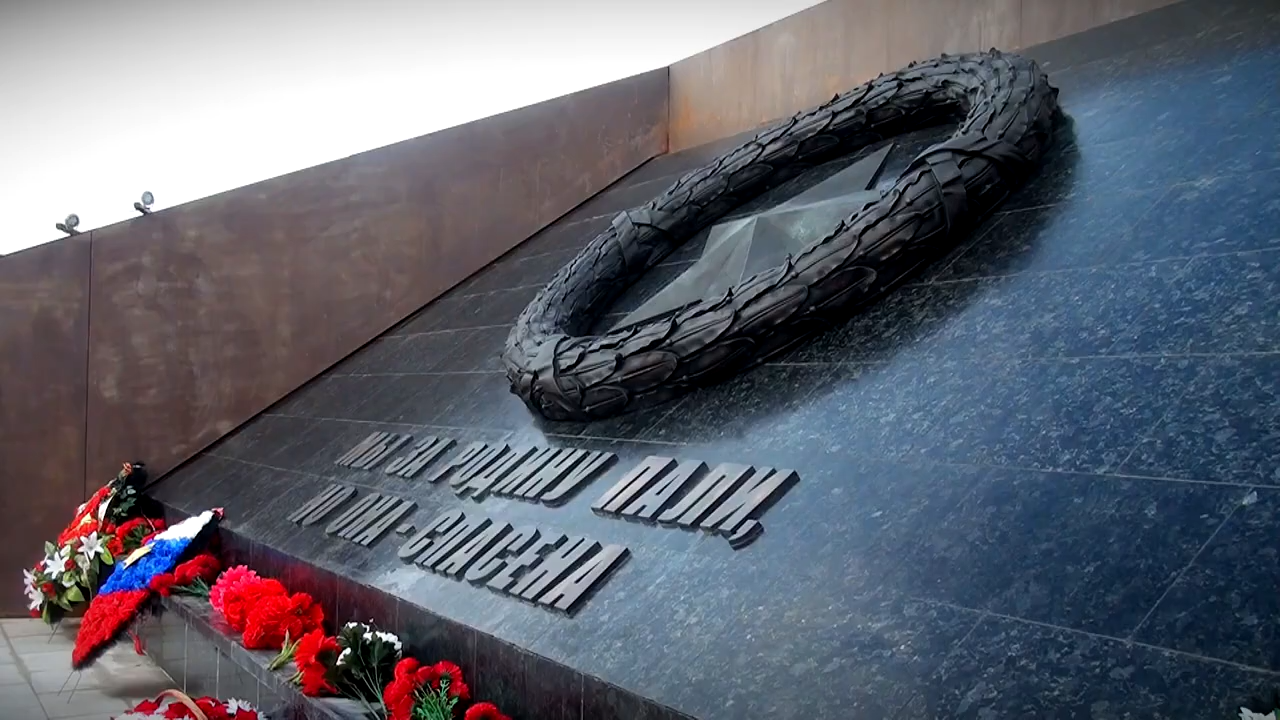 МЫ ЗА РОДИНУ ПАЛИ,
НО ОНА-СПАСЕНА